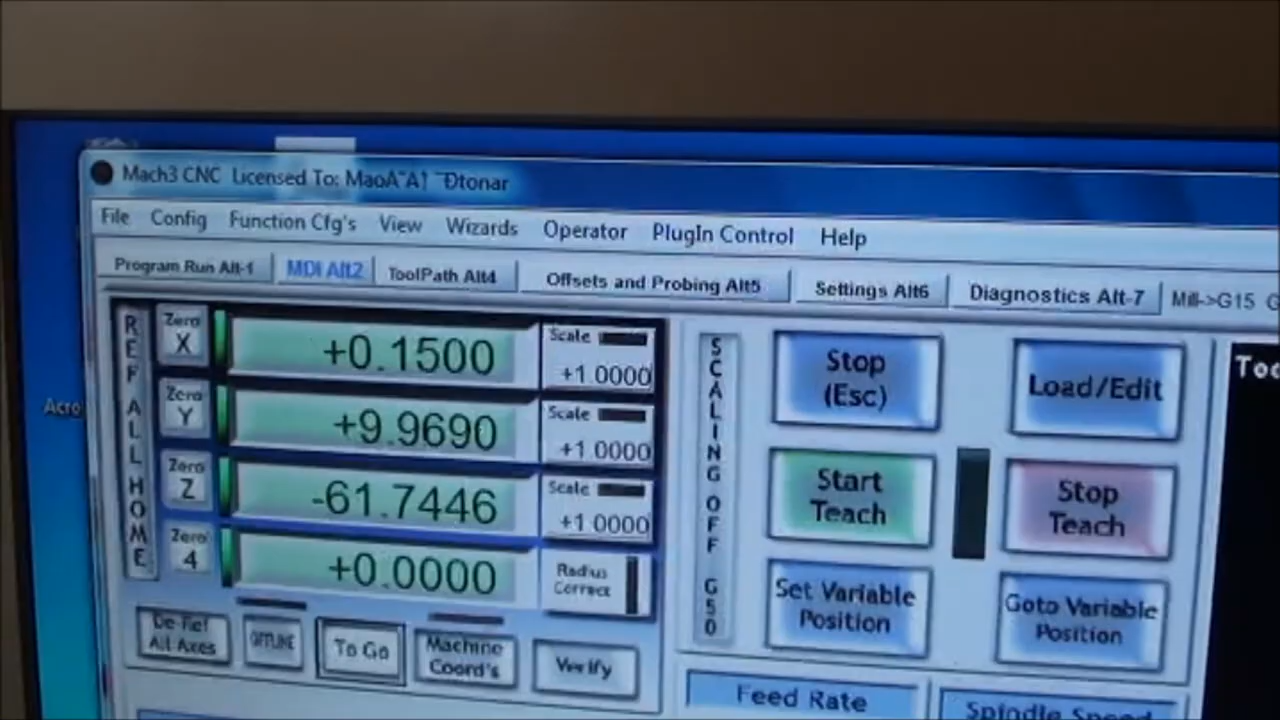 Mach3 CNC Licensed To:
File Config Function Cfg's View Wizards Operator PlugIn Control Help
Program Run Alt-1 MDI Alt2 ToolPath Alt4 Offsets and Probing Alt5 Settings Alt6 Diagnostics Alt-7 Mill->G15
REF ALL HOME
Zero X +0.1500 Scale +1.0000
Zero Y +9.9690 Scale +1.0000
Zero Z -61.7446 Scale +1.0000
Zero 4 +0.0000 Radius Correct
De-Ref All Axes OFFLINE To Go Machine Coord's Verify
SCALING OFF G50
Stop (Esc)
Load/Edit
Start Teach
Stop Teach
Set Variable Position
Goto Variable Position
Feed Rate Spindle Speed
Acro